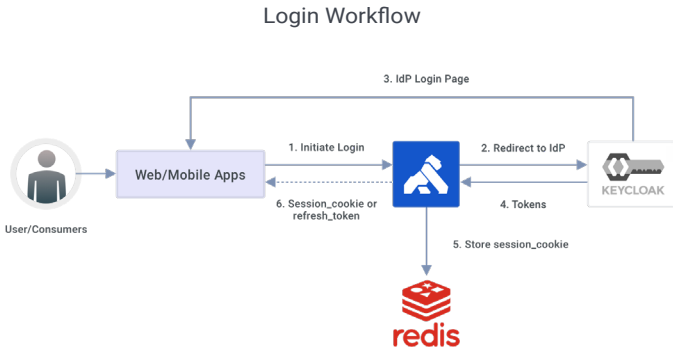 Login Workflow
3. IdP Login Page
1. Initiate Login
2. Redirect to IdP
Web/Mobile Apps
KEYCLOAK
6. Session_cookie or
refresh_token
4. Tokens
User/Consumers
5. Store session_cookie
redis